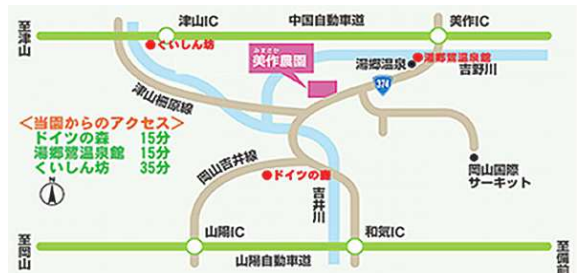 津山IC
中国自動車道
美作IC
至津山
くいしん坊
みまさか
美作農園
湯郷温泉
湯郷鷺温泉館
吉野川
374
津山柵原線
<当園からのアクセス>
ドイツの森 15分
湯郷鷺温泉館 15分
くいしん坊 35分
N
岡山吉井線
ドイツの森
吉井川
岡山国際
サーキット
山陽IC
和気IC
至岡山
山陽自動車道
至備前